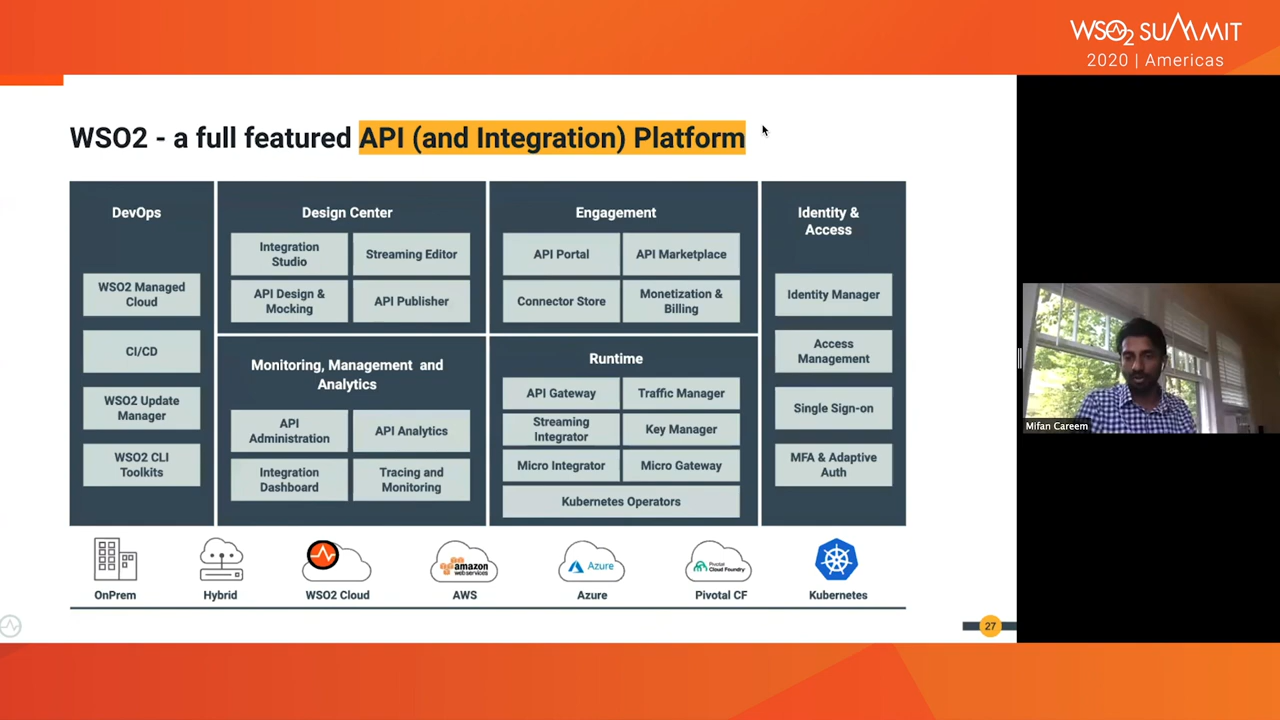 WSO2 SUMMIT
2020 | Americas
WSO2 - a full featured API (and Integration) Platform
DevOps
WSO2 Managed
Cloud
CI/CD
WSO2 Update
Manager
WSO2 CLI
Toolkits
Design Center
Integration
Studio
Streaming Editor
API Design &
Mocking
API Publisher
Monitoring, Management and
Analytics
API
Administration
API Analytics
Integration
Dashboard
Tracing and
Monitoring
Engagement
API Portal
API Marketplace
Connector Store
Monetization &
Billing
Runtime
API Gateway
Traffic Manager
Streaming
Integrator
Key Manager
Micro Integrator
Micro Gateway
Kubernetes Operators
Identity &
Access
Identity Manager
Access
Management
Single Sign-on
MFA & Adaptive
Auth
amazon
web services
Azure
Pivotal
Cloud Foundry
OnPrem
Hybrid
WSO2 Cloud
AWS
Azure
Pivotal CF
Kubernetes
27
Mifan Careem